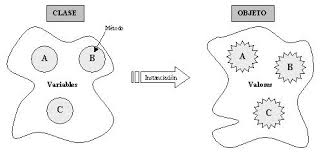 CLASE
OBJETO
Método
A
B
A
B
Variables
Instanciación
Valores
C
C